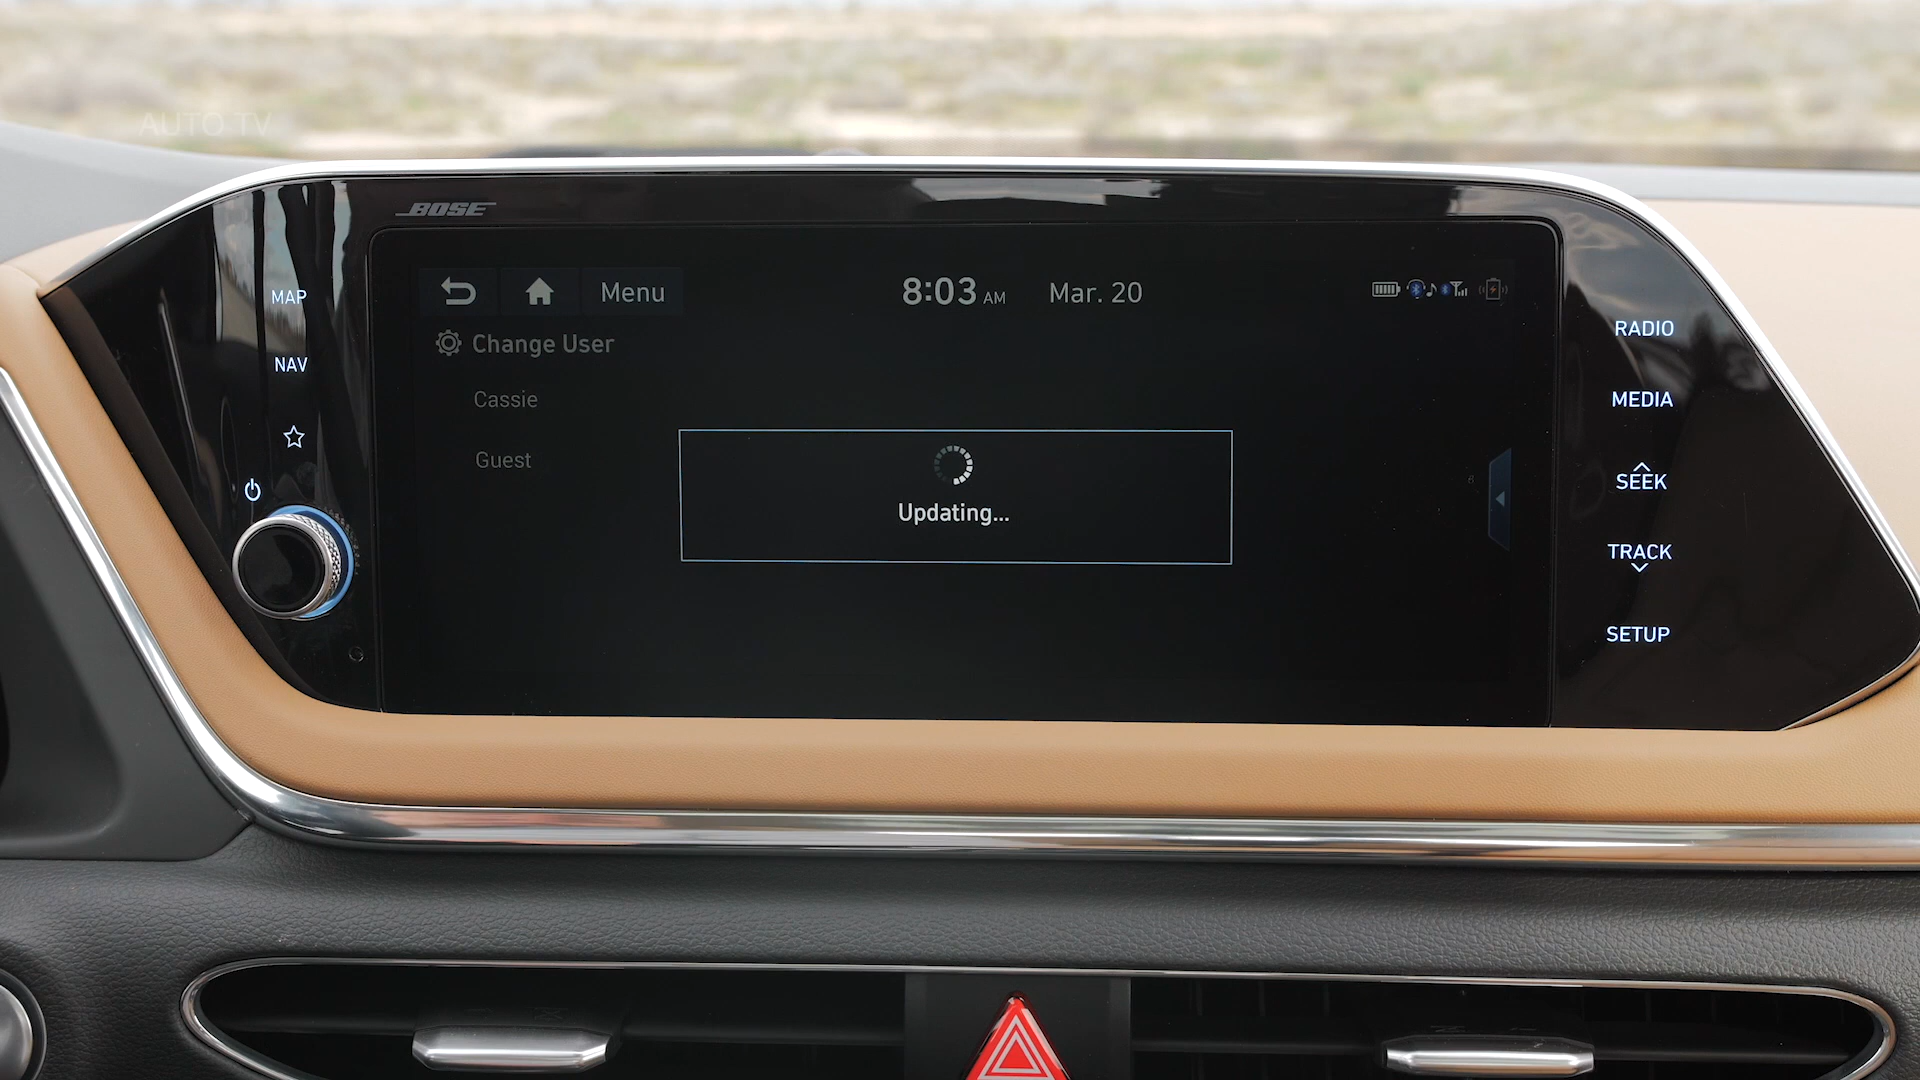 AUTO TV
BOSE
MAP
NAV
Menu
8:03 AM
Mar. 20
Change User
Cassie
Guest
Updating...
RADIO
MEDIA
SEEK
TRACK
SETUP